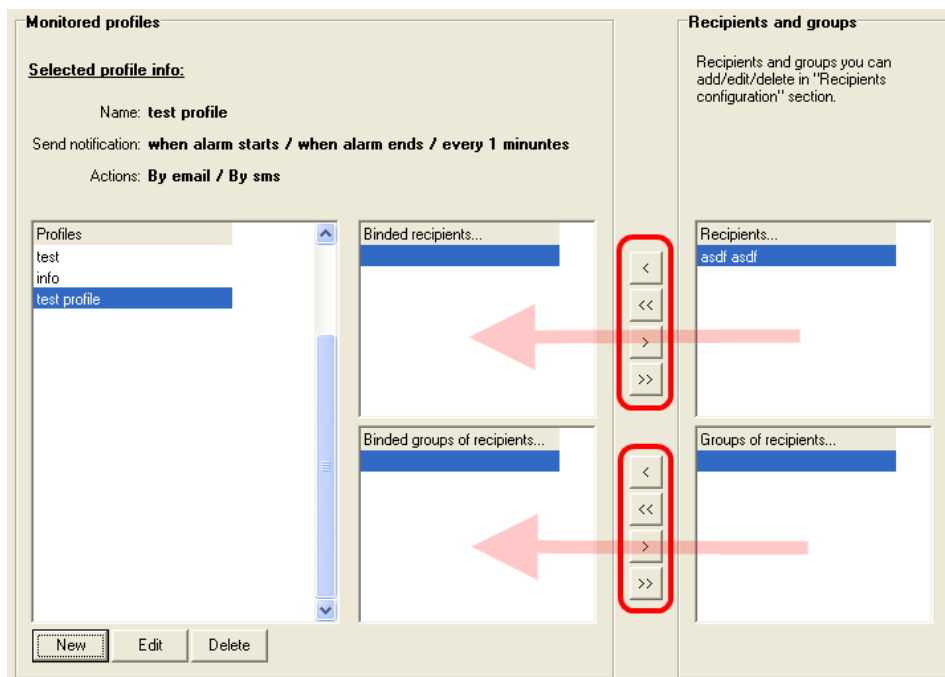 Monitored profiles
Selected profile info:
Name: test profile
Send notification: when alarm starts / when alarm ends / every 1 minuntes
Actions: By email / By sms
Profiles
test
info
test profile
Binded recipients...
Binded groups of recipients...
New
Edit
Delete
<
<<
>
>>
<
<<
>
>>
Recipients and groups
Recipients and groups you can
add/edit/delete in "Recipients
configuration" section.
Recipients...
asdf asdf
Groups of recipients...